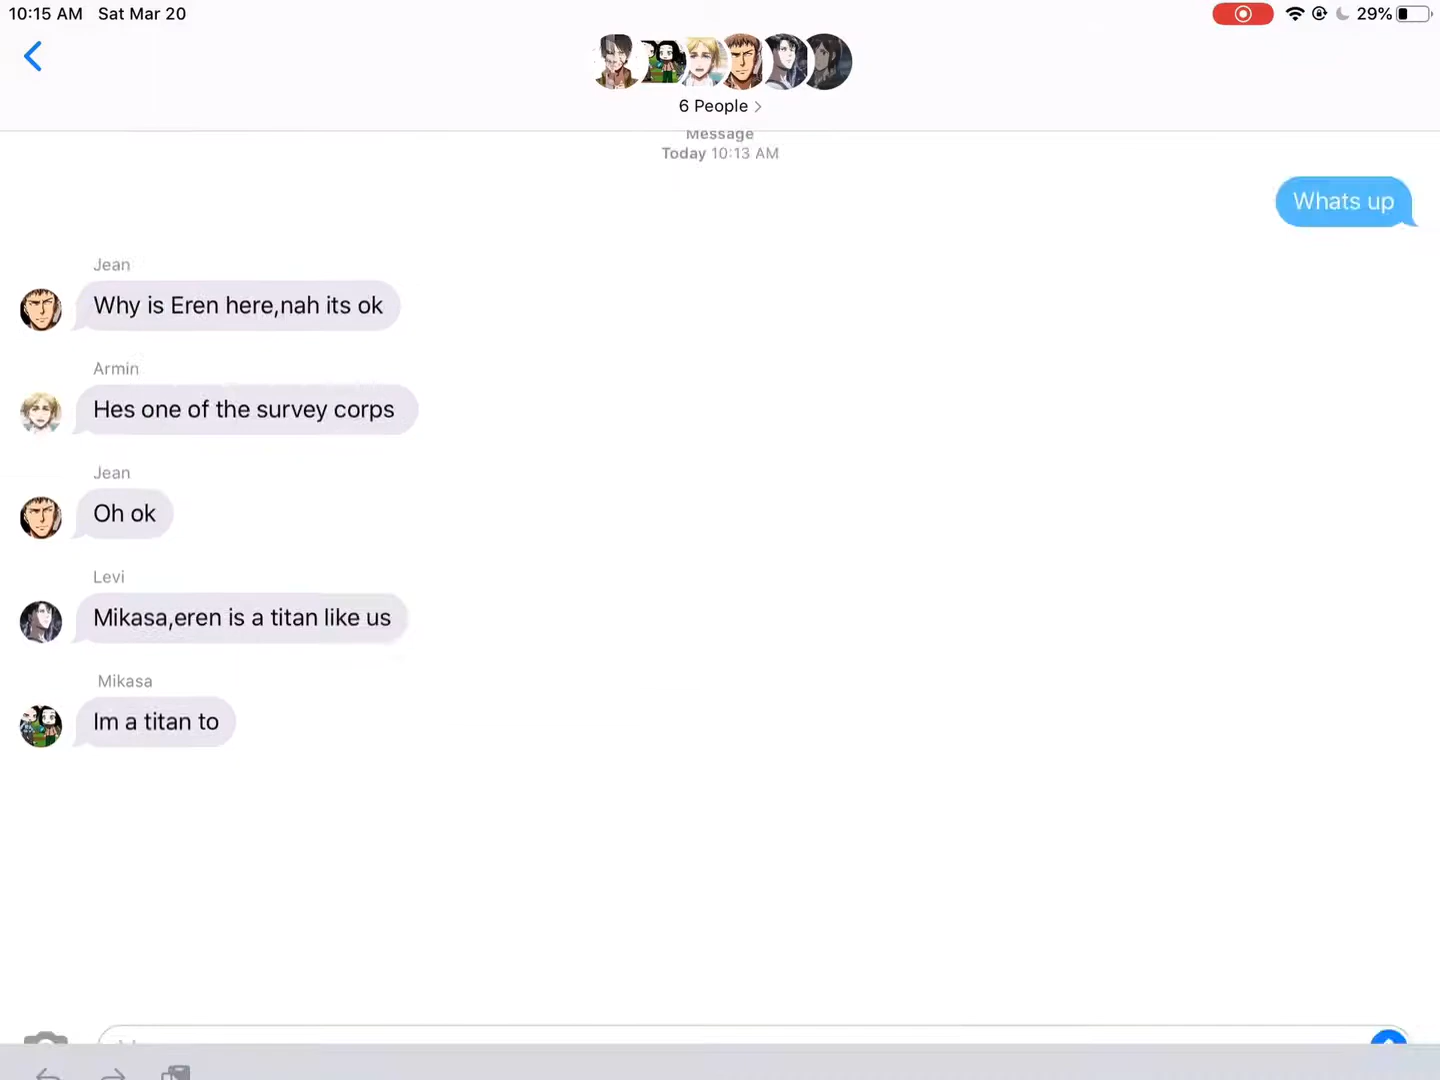 10:15 AM Sat Mar 20
29%
6 People >
Message
Today 10:13 AM
Whats up
Jean
Why is Eren here,nah its ok
Armin
Hes one of the survey corps
Jean
Oh ok
Levi
Mikasa,eren is a titan like us
Mikasa
Im a titan to